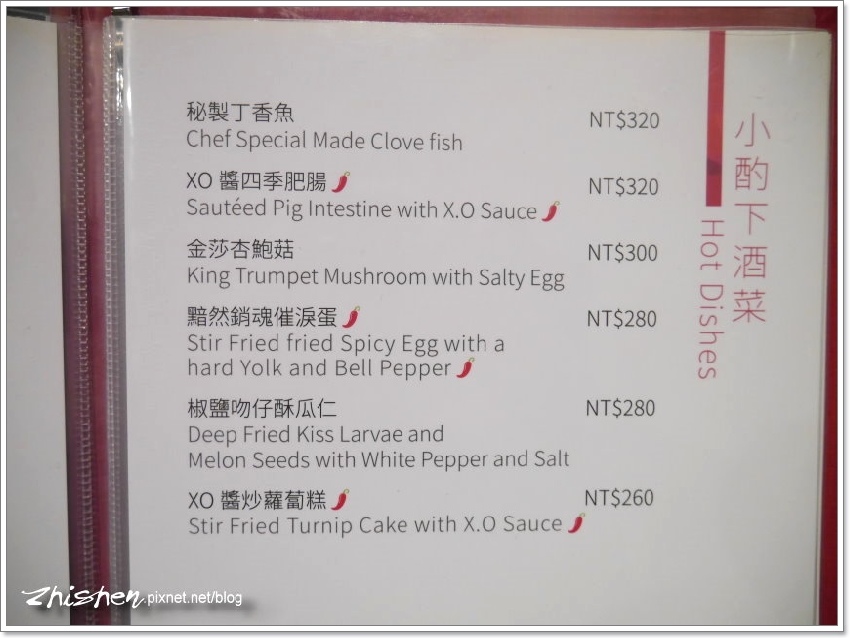 小酌下酒菜
Hot Dishes
秘製丁香魚 NT$320
Chef Special Made Clove fish
XO 醬四季肥腸 NT$320
Sautéed Pig Intestine with X.O Sauce
金莎杏鮑菇 NT$300
King Trumpet Mushroom with Salty Egg
黯然銷魂催淚蛋 NT$280
Stir Fried fried Spicy Egg with a
hard Yolk and Bell Pepper
椒鹽吻仔酥瓜仁 NT$280
Deep Fried Kiss Larvae and
Melon Seeds with White Pepper and Salt
XO 醬炒蘿蔔糕 NT$260
Stir Fried Turnip Cake with X.O Sauce
Zhishen.pixnet.net/blog